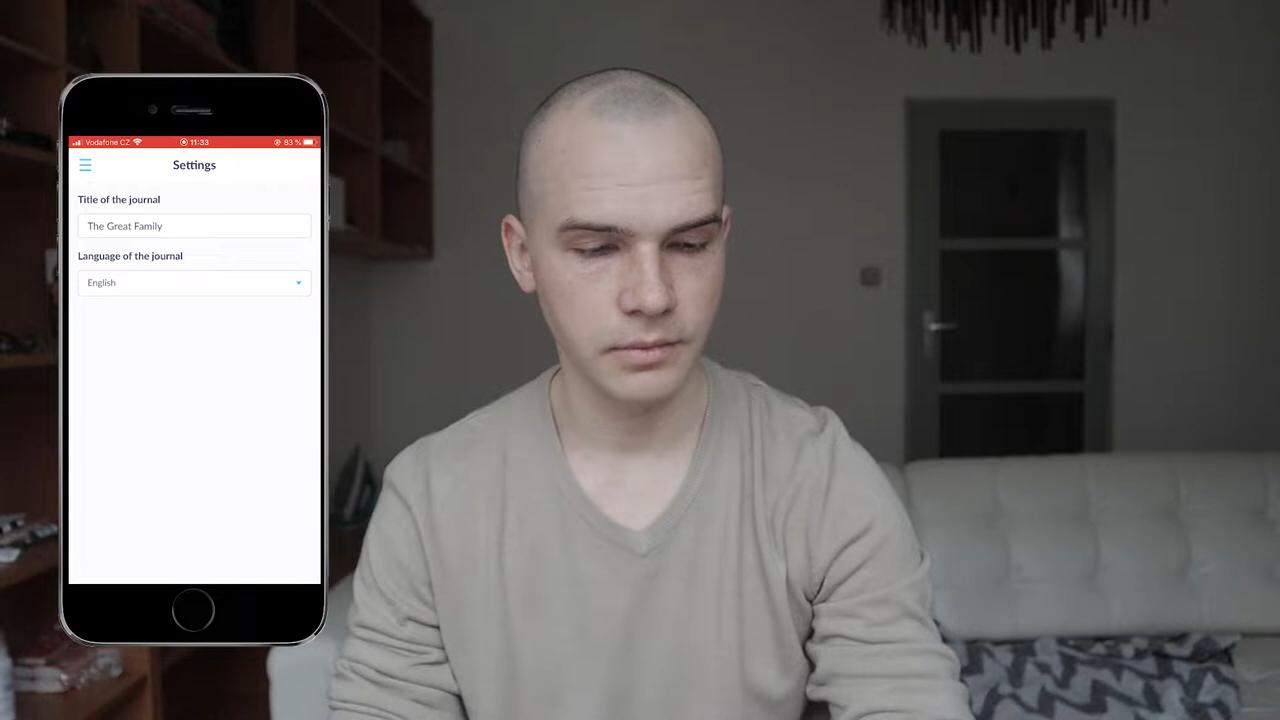 Vodafone CZ 11:33 83 %
Settings
Title of the journal
The Great Family
Language of the journal
English